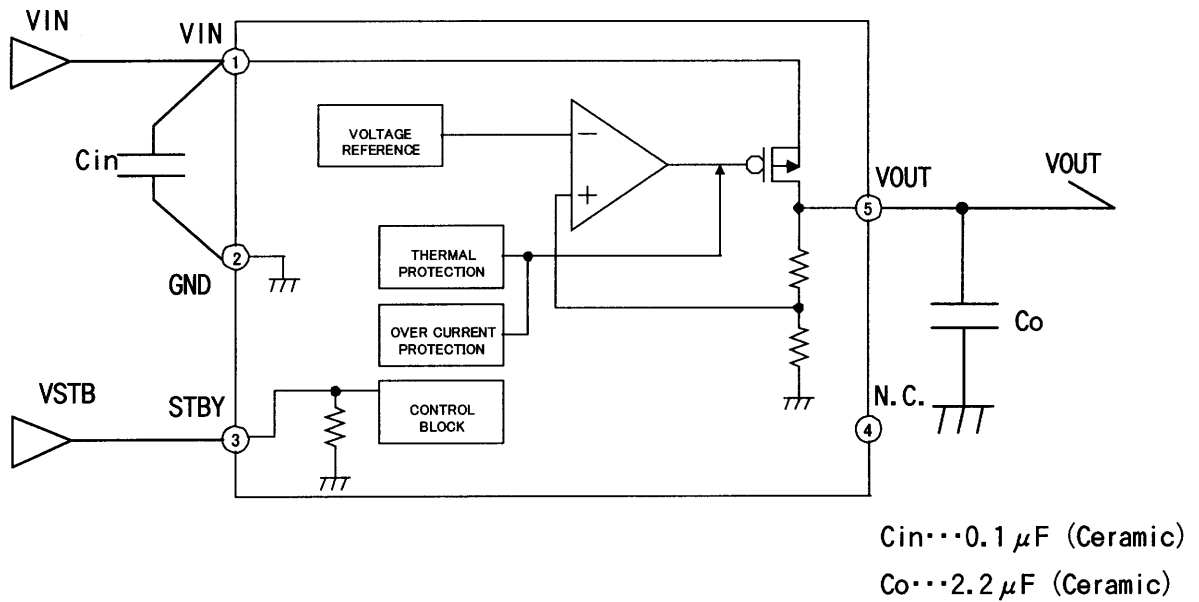 VIN
VIN
1
Cin
VOLTAGE
REFERENCE
−
+
VOUT
VOUT
5
2
GND
THERMAL
PROTECTION
OVER CURRENT
PROTECTION
Co
VSTB
STBY
3
CONTROL
BLOCK
N.C.
4
Cin···0.1μF (Ceramic)
Co···2.2μF (Ceramic)